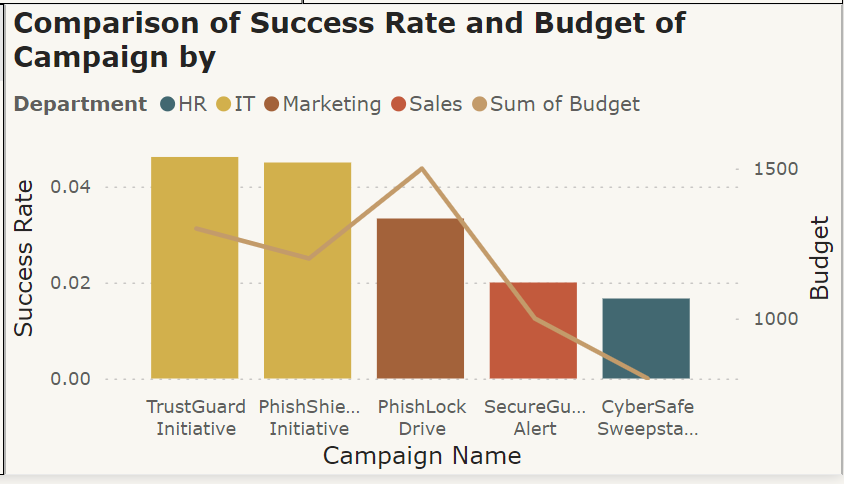 Comparison of Success Rate and Budget of
Campaign by
Department HR IT Marketing Sales Sum of Budget
Success Rate
0.04
0.02
0.00
1500
1000
Budget
TrustGuard Initiative
PhishShie... Initiative
PhishLock Drive
SecureGu... Alert
CyberSafe Sweepsta...
Campaign Name